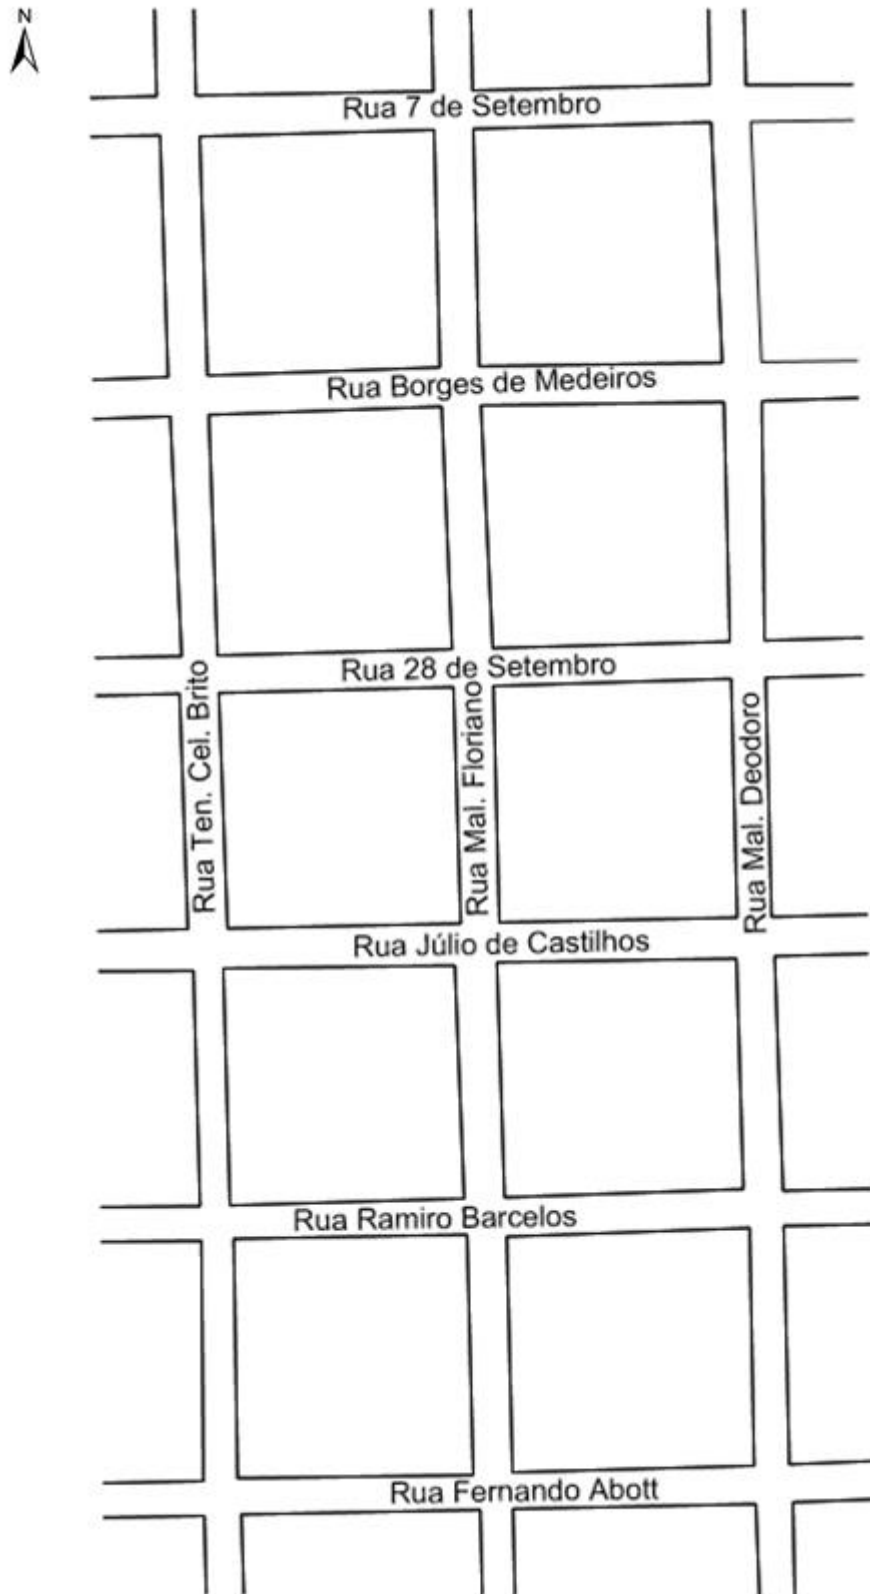 N
Rua 7 de Setembro
Rua Borges de Medeiros
Rua 28 de Setembro
Rua Ten. Cel. Brito
Rua Mal. Floriano
Rua Mal. Deodoro
Rua Júlio de Castilhos
Rua Ramiro Barcelos
Rua Fernando Abott